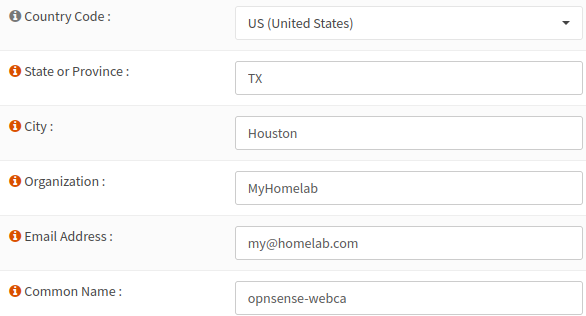 Country Code : US (United States)
State or Province : TX
City : Houston
Organization : MyHomelab
Email Address : my@homelab.com
Common Name : opnsense-webca